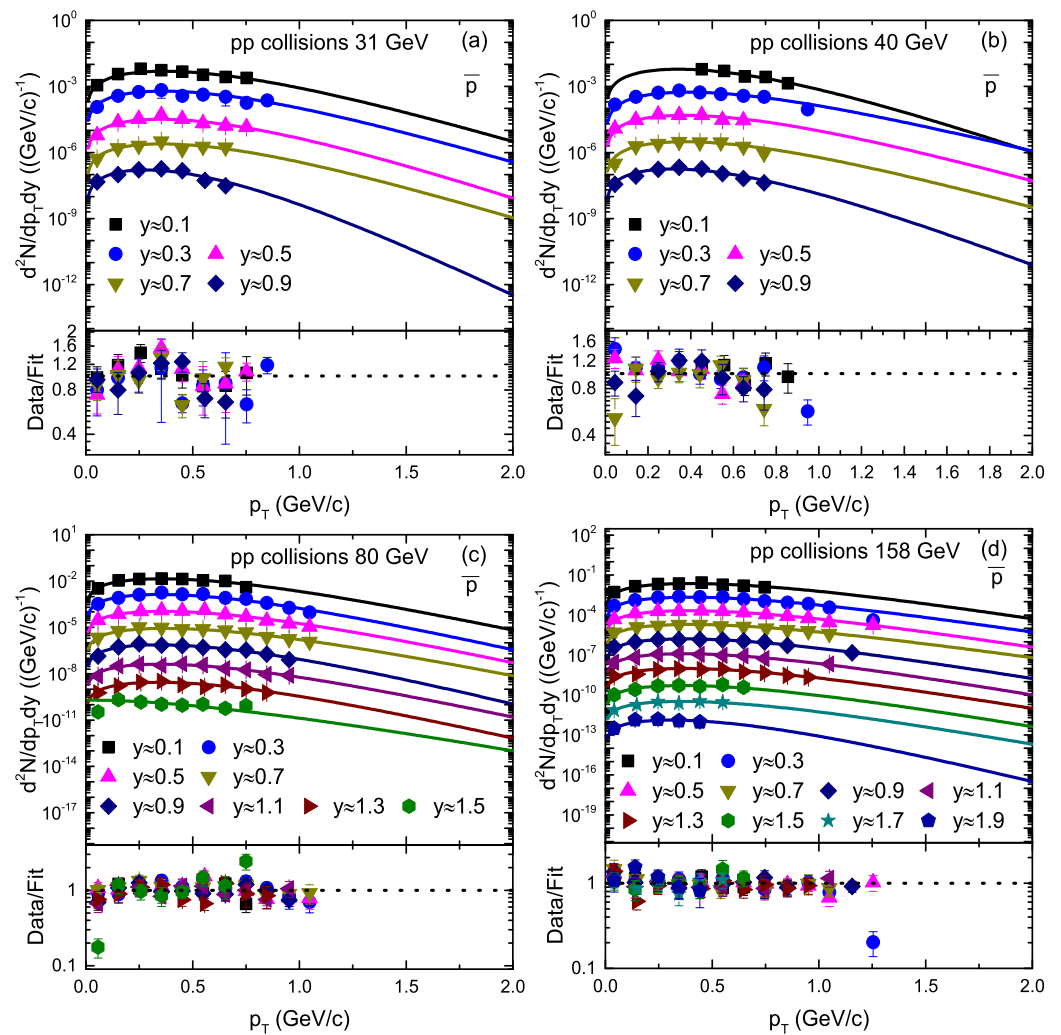 pp collisions 31 GeV (a)
p̅
d²N/dp_T dy ((GeV/c)⁻¹)
10⁰
10⁻³
10⁻⁶
10⁻⁹
10⁻¹²
y≈0.1
y≈0.3 y≈0.5
y≈0.7 y≈0.9
Data/Fit
2
1.6
1.2
0.8
0.4
0.0 0.5 1.0 1.5 2.0
p_T (GeV/c)
pp collisions 40 GeV (b)
p̅
d²N/dp_T dy ((GeV/c)⁻¹)
10⁰
10⁻³
10⁻⁶
10⁻⁹
10⁻¹²
y≈0.1
y≈0.3 y≈0.5
y≈0.7 y≈0.9
Data/Fit
1.6
1.2
0.8
0.4
0.0 0.2 0.4 0.6 0.8 1.0 1.2 1.4 1.6 1.8 2.0
p_T (GeV/c)
pp collisions 80 GeV (c)
p̅
d²N/dp_T dy ((GeV/c)⁻¹)
10¹
10⁻²
10⁻⁵
10⁻⁸
10⁻¹¹
10⁻¹⁴
10⁻¹⁷
y≈0.1 y≈0.3
y≈0.5 y≈0.7
y≈0.9 y≈1.1 y≈1.3 y≈1.5
Data/Fit
1
0.1
0.0 0.5 1.0 1.5 2.0
p_T (GeV/c)
pp collisions 158 GeV (d)
p̅
d²N/dp_T dy ((GeV/c)⁻¹)
10²
10⁻¹
10⁻⁴
10⁻⁷
10⁻¹⁰
10⁻¹³
10⁻¹⁶
10⁻¹⁹
y≈0.1 y≈0.3
y≈0.5 y≈0.7 y≈0.9 y≈1.1
y≈1.3 y≈1.5 y≈1.7 y≈1.9
Data/Fit
1
0.1
0.0 0.5 1.0 1.5 2.0
p_T (GeV/c)